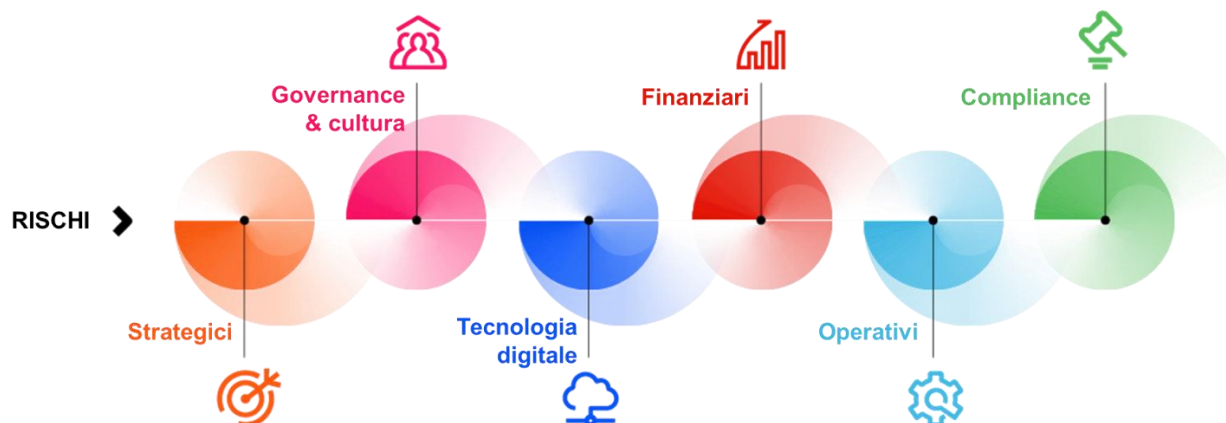 RISCHI
Strategici
Governance
& cultura
Tecnologia
digitale
Finanziari
Operativi
Compliance